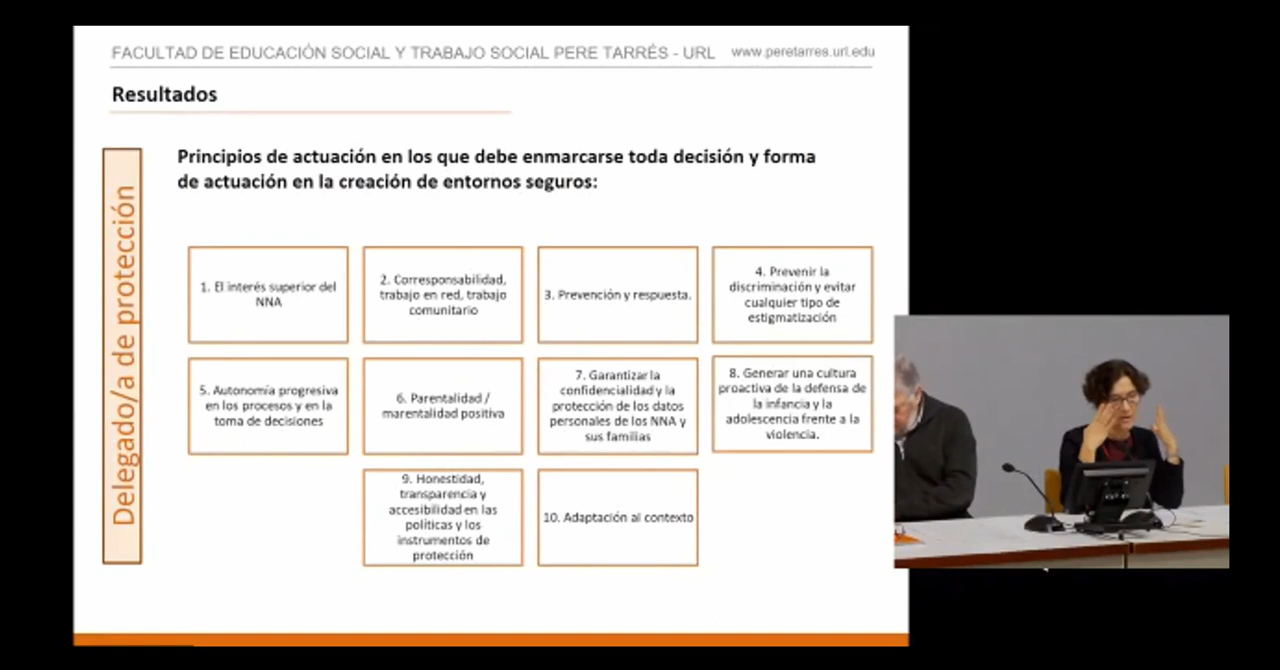 FACULTAD DE EDUCACIÓN SOCIAL Y TRABAJO SOCIAL PERE TARRÉS - URL www.peretarres.url.edu
Resultados
Delegado/a de protección
Principios de actuación en los que debe enmarcarse toda decisión y forma
de actuación en la creación de entornos seguros:
1. El interés superior del
NNA
2. Corresponsabilidad,
trabajo en red, trabajo
comunitario
3. Prevención y respuesta.
4. Prevenir la
discriminación y evitar
cualquier tipo de
estigmatización
5. Autonomía progresiva
en los procesos y en la
toma de decisiones
6. Parentalidad /
marentalidad positiva
7. Garantizar la
confidencialidad y la
protección de los datos
personales de los NNA y
sus familias
8. Generar una cultura
proactiva de la defensa de
la infancia y la
adolescencia frente a la
violencia.
9. Honestidad,
transparencia y
accesibilidad en las
políticas y los
instrumentos de
protección
10. Adaptación al contexto